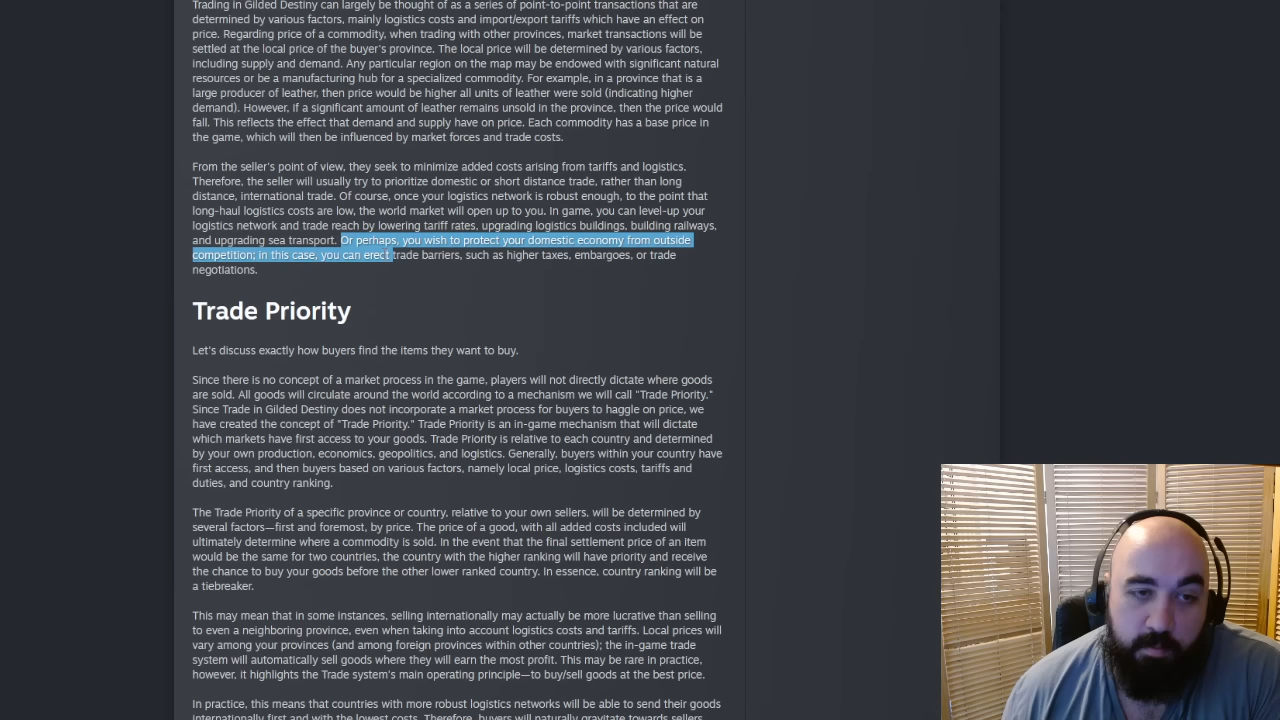 Trading in Gilded Destiny can largely be thought of as a series of point-to-point transactions that are
determined by various factors, mainly logistics costs and import/export tariffs which have an effect on
price. Regarding price of a commodity, when trading with other provinces, market transactions will be
settled at the local price of the buyer's province. The local price will be determined by various factors,
including supply and demand. Any particular region on the map may be endowed with significant natural
resources or be a manufacturing hub for a specialized commodity. For example, in a province that is a
large producer of leather, then price would be higher all units of leather were sold (indicating higher
demand). However, if a significant amount of leather remains unsold in the province, then the price would
fall. This reflects the effect that demand and supply have on price. Each commodity has a base price in
the game, which will then be influenced by market forces and trade costs.
From the seller's point of view, they seek to minimize added costs arising from tariffs and logistics.
Therefore, the seller will usually try to prioritize domestic or short distance trade, rather than long
distance, international trade. Of course, once your logistics network is robust enough, to the point that
long-haul logistics costs are low, the world market will open up to you. In game, you can level-up your
logistics network and trade reach by lowering tariff rates, upgrading logistics buildings, building railways,
and upgrading sea transport. Or perhaps, you wish to protect your domestic economy from outside
competition; in this case, you can erect trade barriers, such as higher taxes, embargoes, or trade
negotiations.
Trade Priority
Let's discuss exactly how buyers find the items they want to buy.
Since there is no concept of a market process in the game, players will not directly dictate where goods
are sold. All goods will circulate around the world according to a mechanism we will call "Trade Priority."
Since Trade in Gilded Destiny does not incorporate a market process for buyers to haggle on price, we
have created the concept of "Trade Priority." Trade Priority is an in-game mechanism that will dictate
which markets have first access to your goods. Trade Priority is relative to each country and determined
by your own production, economics, geopolitics, and logistics. Generally, buyers within your country have
first access, and then buyers based on various factors, namely local price, logistics costs, tariffs and
duties, and country ranking.
The Trade Priority of a specific province or country, relative to your own sellers, will be determined by
several factors—first and foremost, by price. The price of a good, with all added costs included will
ultimately determine where a commodity is sold. In the event that the final settlement price of an item
would be the same for two countries, the country with the higher ranking will have priority and receive
the chance to buy your goods before the other lower ranked country. In essence, country ranking will be
a tiebreaker.
This may mean that in some instances, selling internationally may actually be more lucrative than selling
to even a neighboring province, even when taking into account logistics costs and tariffs. Local prices will
vary among your provinces (and among foreign provinces within other countries); the in-game trade
system will automatically sell goods where they will earn the most profit. This may be rare in practice,
however, it highlights the Trade system's main operating principle—to buy/sell goods at the best price.
In practice, this means that countries with more robust logistics networks will be able to send their goods
internationally first and with the lowest costs. Therefore, buyers will naturally gravitate towards sellers